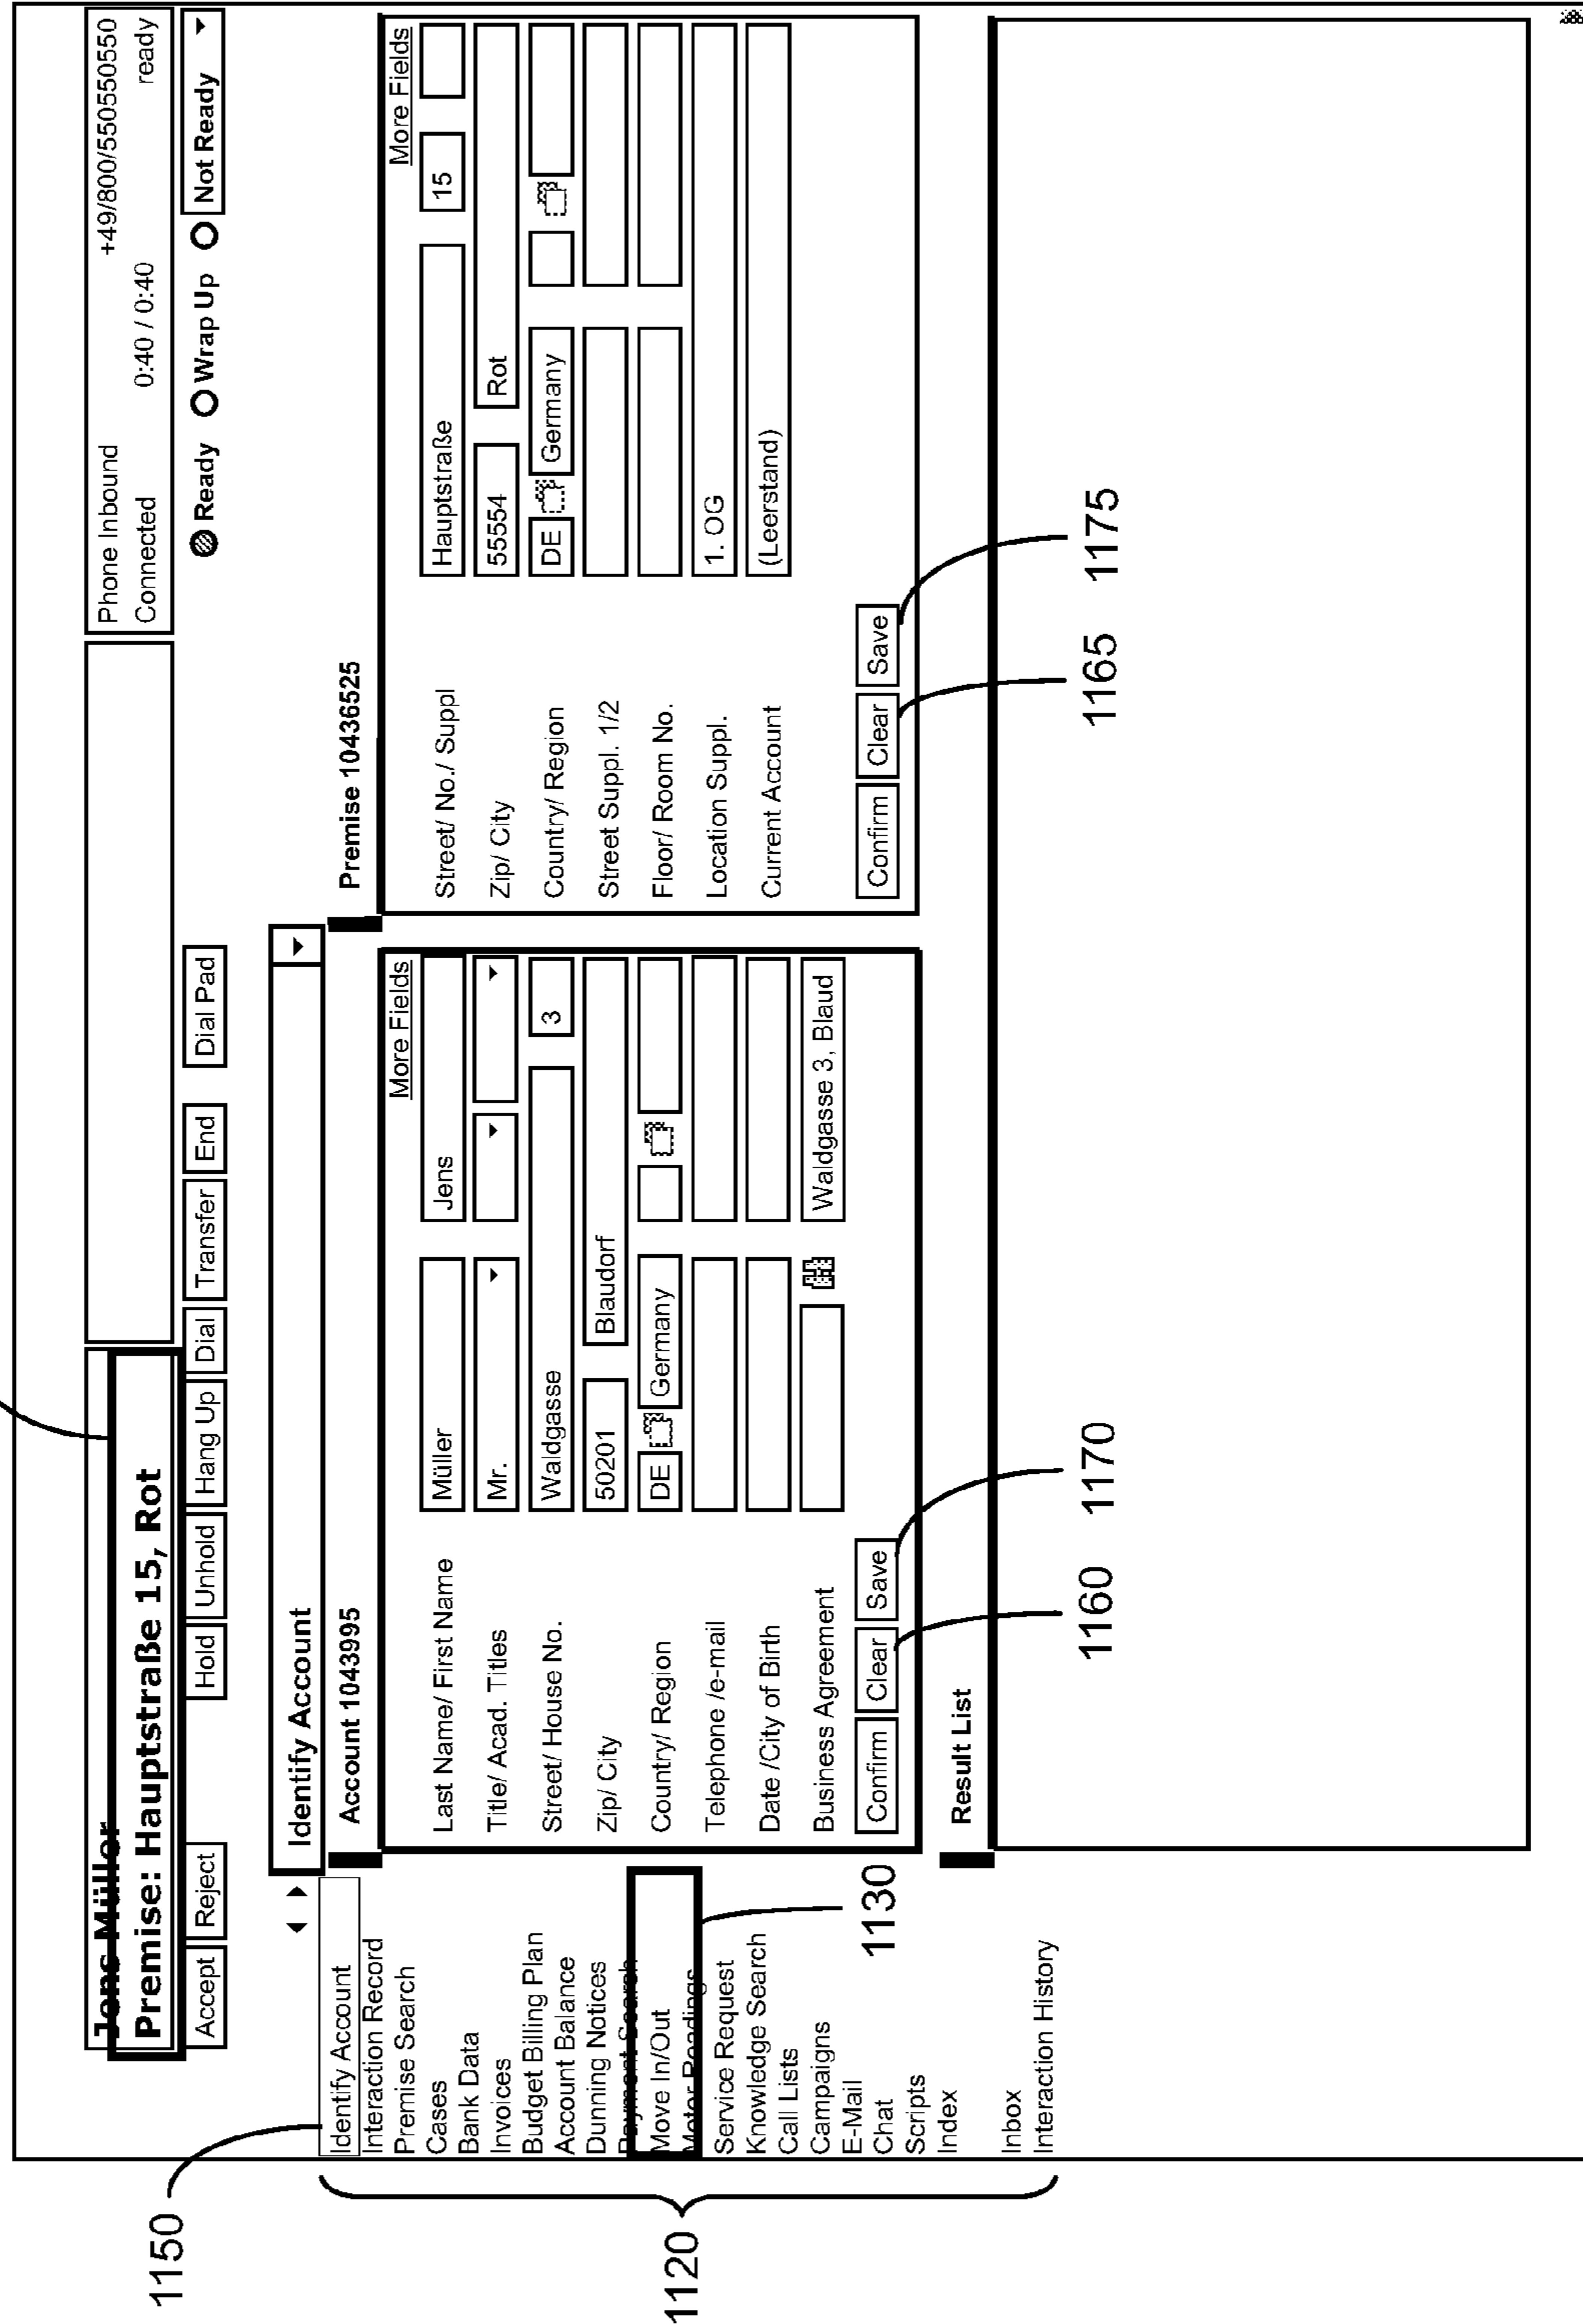 Jens Müller
Premise: Hauptstraße 15, Rot
Phone Inbound +49/800/550550550
Connected 0:40 / 0:40 ready
Accept Reject Hold Unhold Hang Up Dial Transfer End Dial Pad
Ready Wrap Up Not Ready
1150
Identify Account
Interaction Record
Premise Search
Cases
Bank Data
Invoices
Budget Billing Plan
Account Balance
Dunning Notices
Payment Search
Move In/Out
Meter Readings
Service Request
Knowledge Search
Call Lists
Campaigns
E-Mail
Chat
Scripts
Index
Inbox
Interaction History
1120
1130
Identify Account
Account 1043995
More Fields
Last Name/ First Name Müller Jens
Title/ Acad. Titles Mr.
Street/ House No. Waldgasse 3
Zip/ City 50201 Blaudorf
Country/ Region DE Germany
Telephone /e-mail
Date /City of Birth
Business Agreement Waldgasse 3, Blaud
Confirm Clear Save
1160 1170
Premise 10436525
More Fields
Street/ No./ Suppl Hauptstraße 15
Zip/ City 55554 Rot
Country/ Region DE Germany
Street Suppl. 1/2
Floor/ Room No.
Location Suppl. 1. OG
Current Account (Leerstand)
Confirm Clear Save
1165 1175
Result List